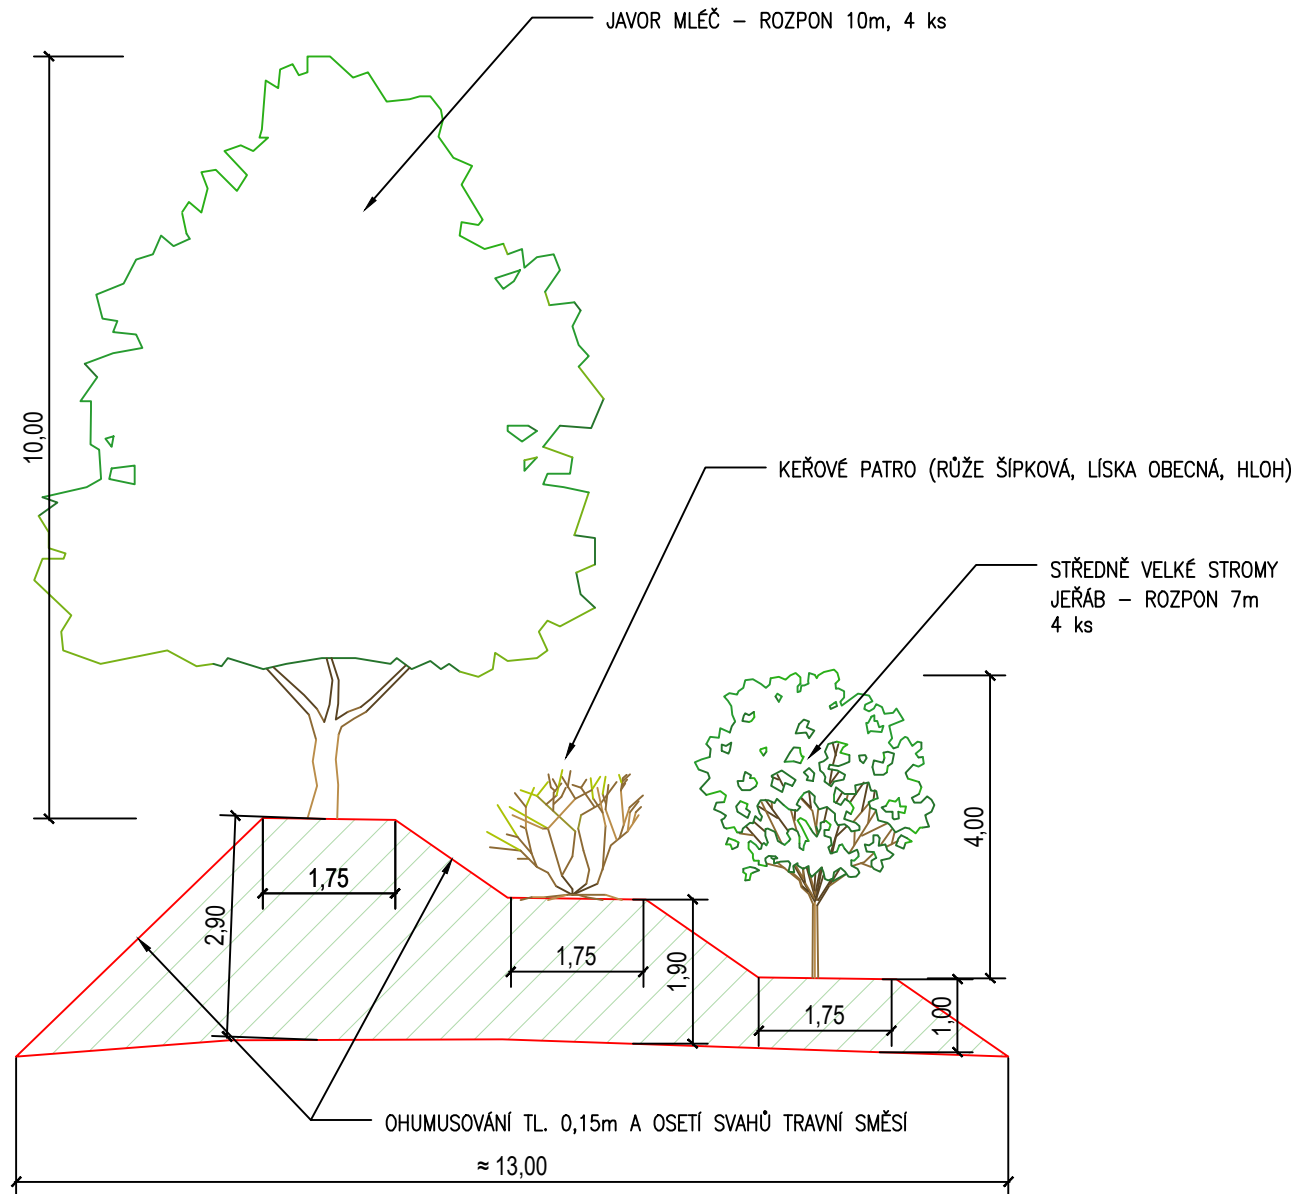 JAVOR MLÉČ – ROZPON 10m, 4 ks
10,00
KEŘOVÉ PATRO (RŮŽE ŠÍPKOVÁ, LÍSKA OBECNÁ, HLOH)
STŘEDNĚ VELKÉ STROMY
JEŘÁB – ROZPON 7m
4 ks
4,00
1,75
2,90
1,75
1,90
1,75
1,00
OHUMUSOVÁNÍ TL. 0,15m A OSETÍ SVAHŮ TRAVNÍ SMĚSÍ
≈ 13,00